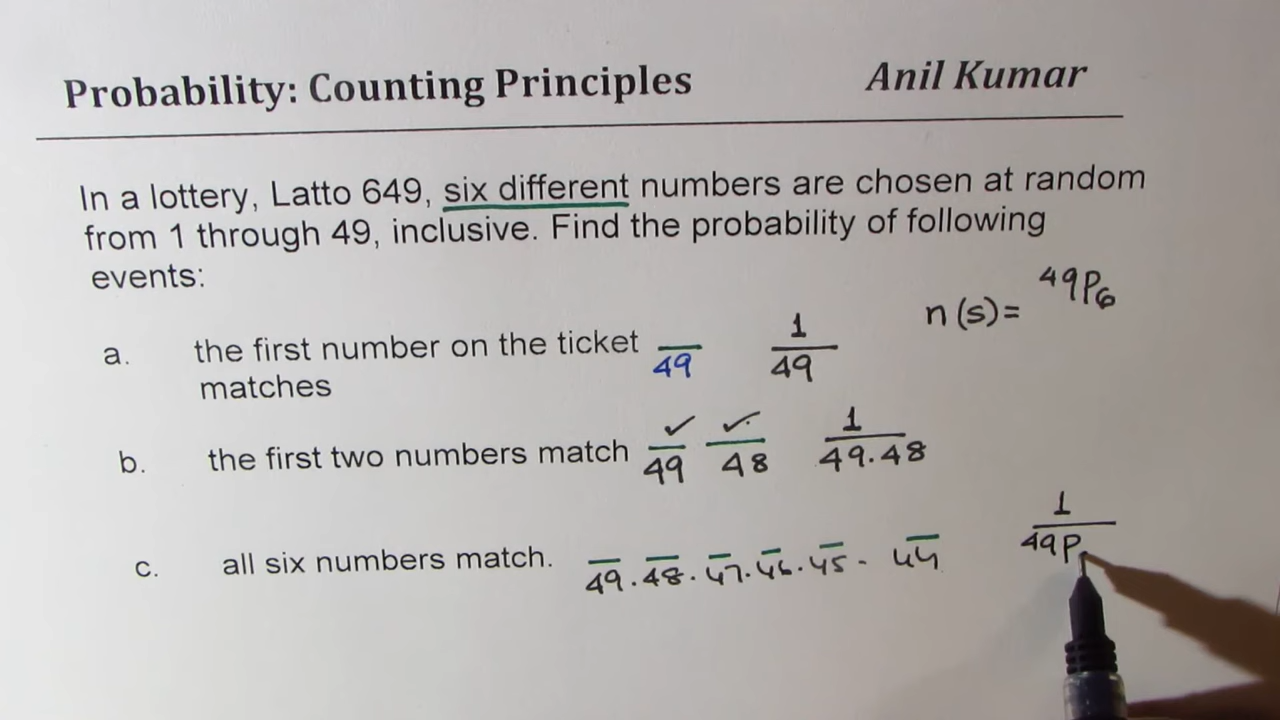 Probability: Counting Principles Anil Kumar
In a lottery, Latto 649, six different numbers are chosen at random
from 1 through 49, inclusive. Find the probability of following
events:
n(s)= 49P6
a. the first number on the ticket 49 1/49
matches
b. the first two numbers match 49 48 1/49.48
c. all six numbers match. 49.48.47.46.45.44 1/49P